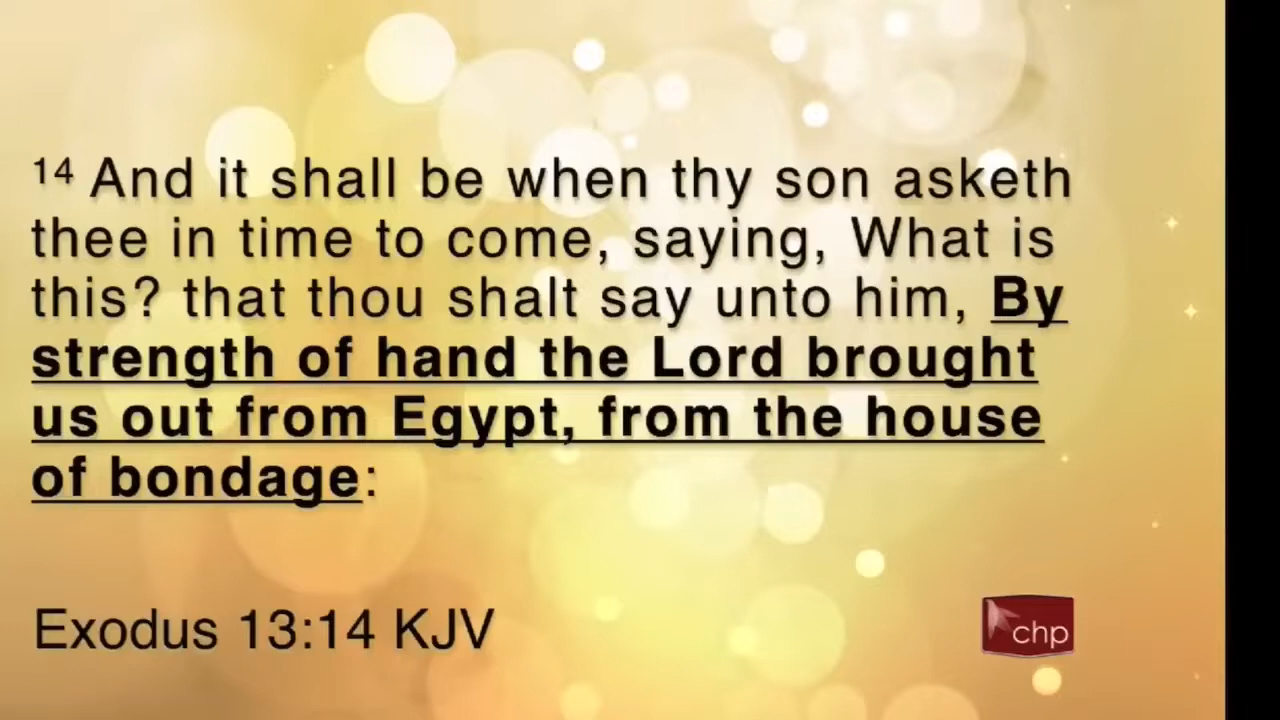 14 And it shall be when thy son asketh
thee in time to come, saying, What is
this? that thou shalt say unto him, By
strength of hand the Lord brought
us out from Egypt, from the house
of bondage:
Exodus 13:14 KJV
chp